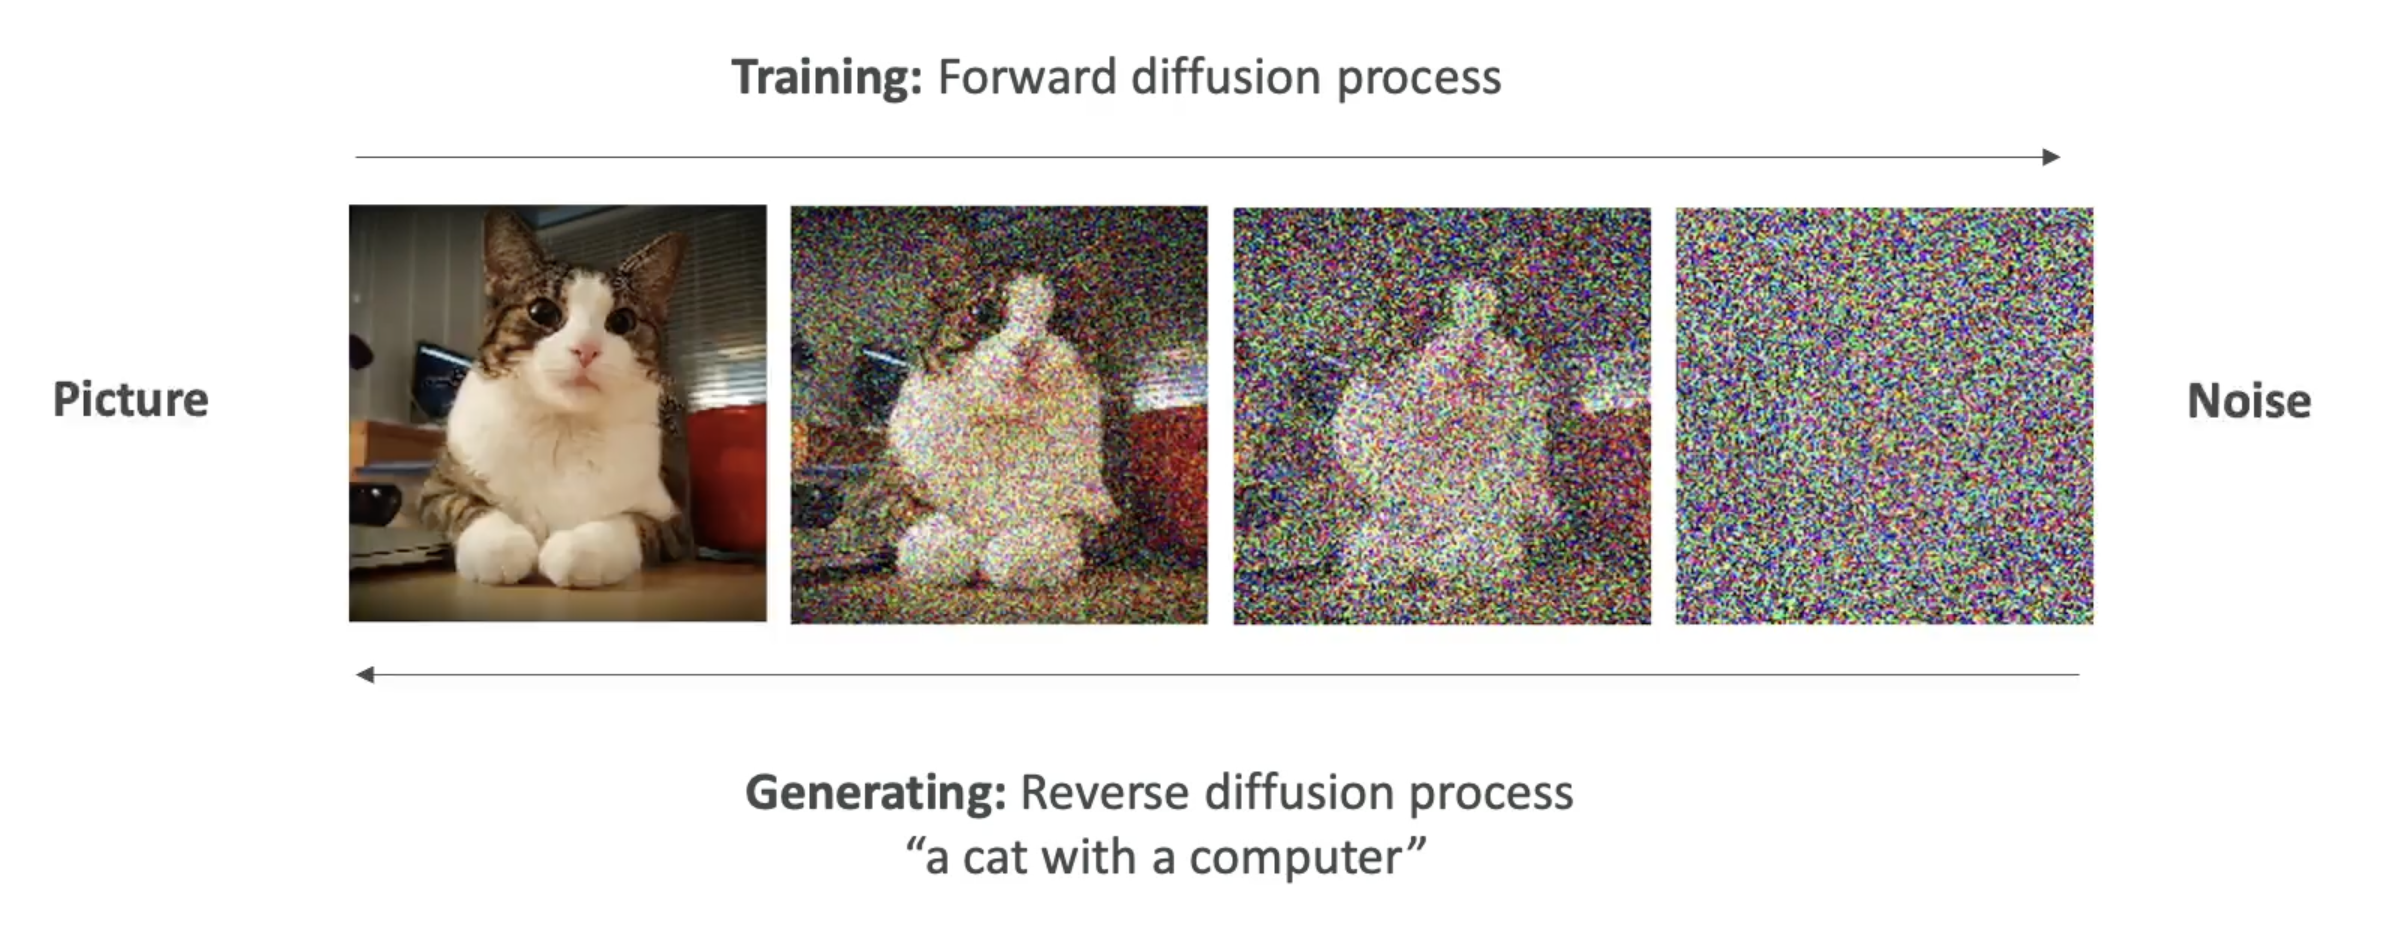 Training: Forward diffusion process
Picture
Noise
Generating: Reverse diffusion process
“a cat with a computer”